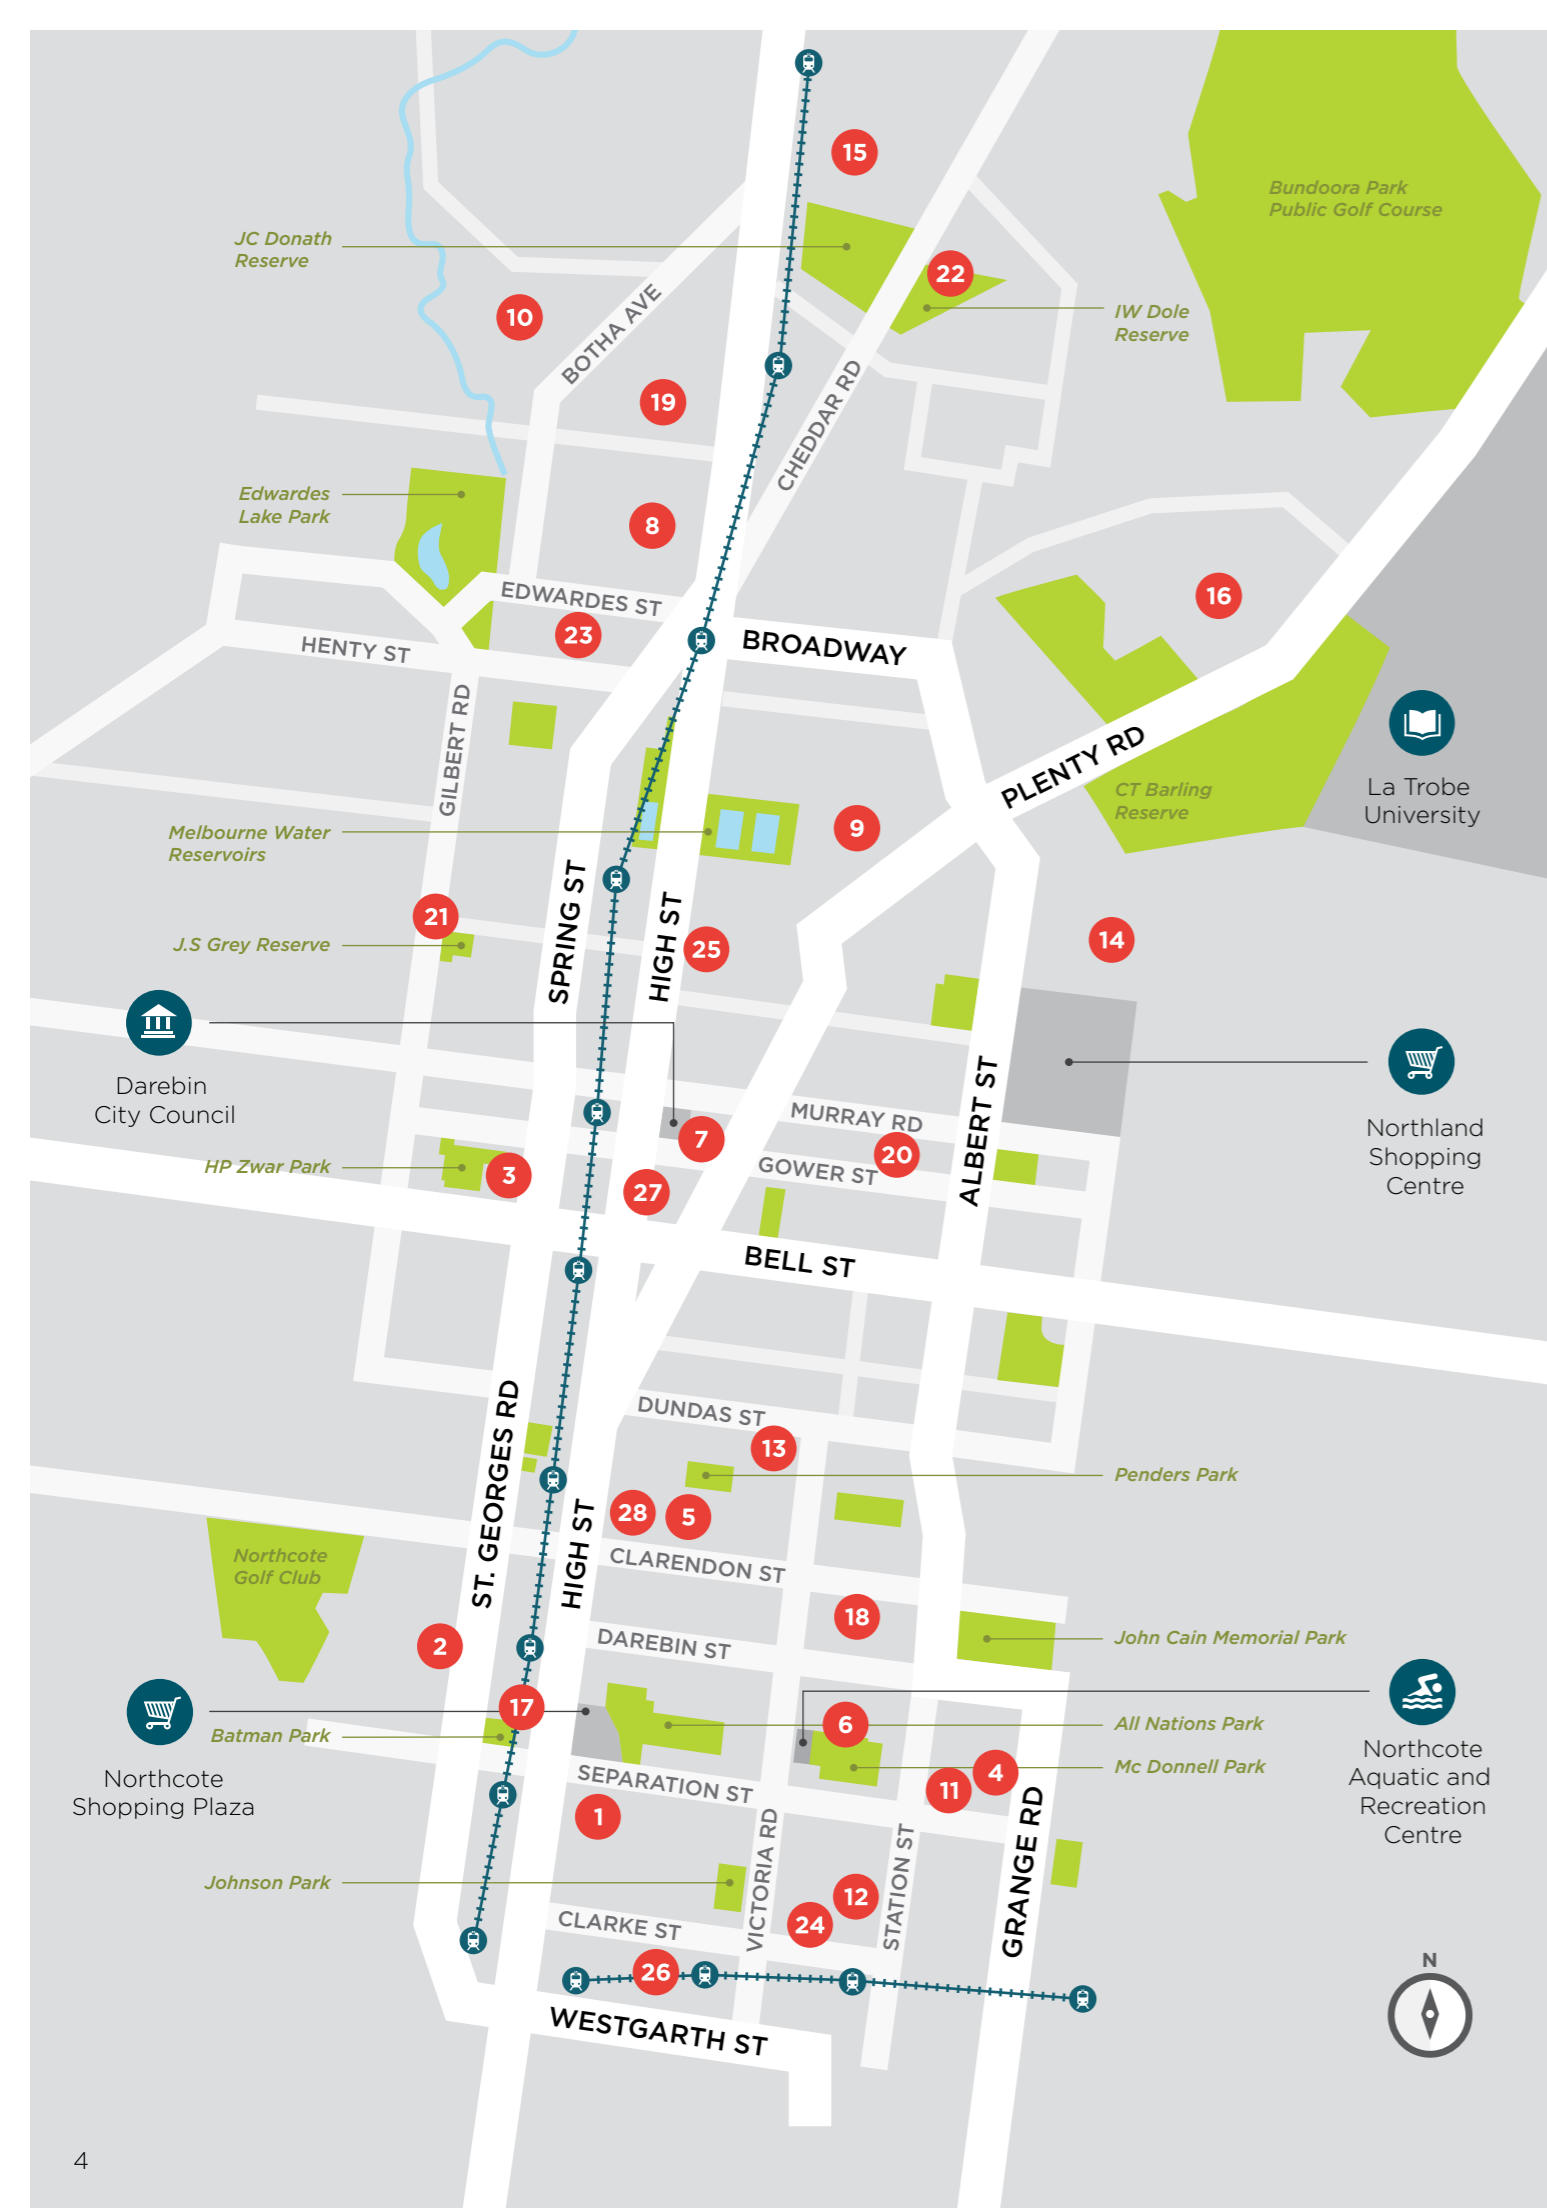 15
Bundoora Park
Public Golf Course
JC Donath
Reserve
22
10
BOTHA AVE
IW Dole
Reserve
19
CHEDDAR RD
Edwardes
Lake Park
8
EDWARDES ST
16
23
HENTY ST
BROADWAY
GILBERT RD
PLENTY RD
La Trobe
University
CT Barling
Reserve
Melbourne Water
Reservoirs
9
SPRING ST
HIGH ST
21
J.S Grey Reserve
25
14
Darebin
City Council
MURRAY RD
ALBERT ST
Northland
Shopping
Centre
7
20
HP Zwar Park
3
GOWER ST
27
BELL ST
ST. GEORGES RD
DUNDAS ST
13
Penders Park
HIGH ST
28
5
Northcote
Golf Club
CLARENDON ST
18
2
DAREBIN ST
John Cain Memorial Park
17
Batman Park
6
All Nations Park
Northcote
Shopping Plaza
Mc Donnell Park
Northcote
Aquatic and
Recreation
Centre
SEPARATION ST
4
11
1
VICTORIA RD
STATION ST
GRANGE RD
Johnson Park
12
CLARKE ST
24
26
WESTGARTH ST
N
4